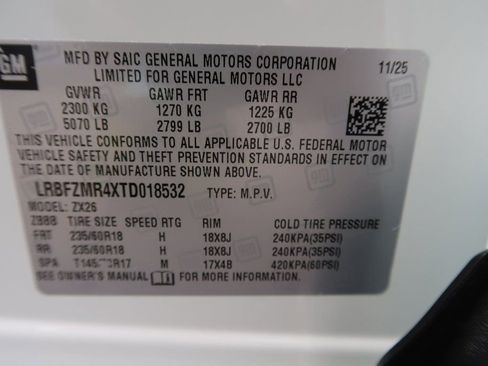 GM
MFD BY SAIC GENERAL MOTORS CORPORATION 11/25
LIMITED FOR GENERAL MOTORS LLC
GVWR GAWR FRT GAWR RR
2300 KG 1270 KG 1225 KG
5070 LB 2799 LB 2700 LB
THIS VEHICLE CONFORMS TO ALL APPLICABLE U.S. FEDERAL MOTOR
VEHICLE SAFETY AND THEFT PREVENTION STANDARDS IN EFFECT ON
THE DATE OF MANUFACTURE SHOWN ABOVE.
LRBFZMR4XTD018532 TYPE: M.P.V.
MODEL: ZX26
TIRE SIZE SPEED RTG RIM COLD TIRE PRESSURE
FRT 235/60R18 H 18X8J 240KPA(35PSI)
RR 235/60R18 H 18X8J 240KPA(35PSI)
SPA M 17X4B 420KPA(60PSI)
SEE OWNER'S MANUAL FOR MORE INFORMATION.